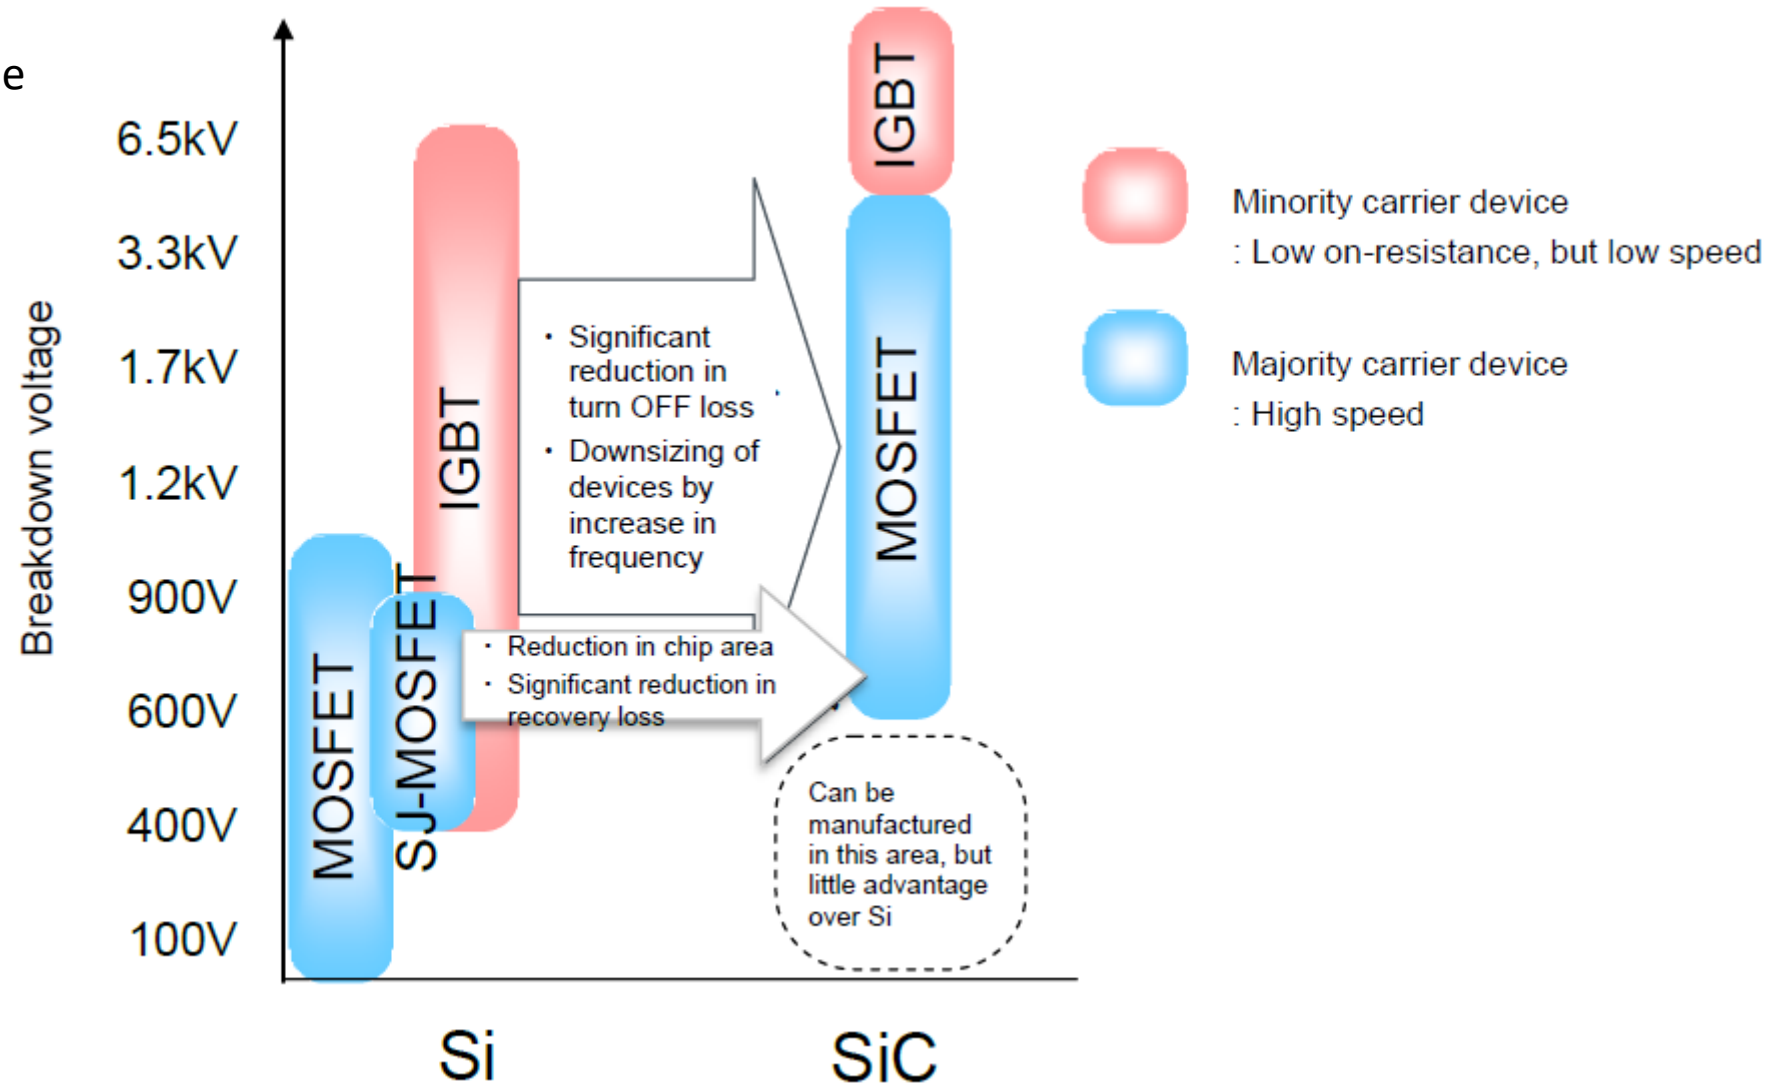 e
Breakdown voltage
6.5kV
3.3kV
1.7kV
1.2kV
900V
600V
400V
100V
MOSFET
SJ-MOSFET
IGBT
・ Significant
reduction in
turn OFF loss
・ Downsizing of
devices by
increase in
frequency
・ Reduction in chip area
・ Significant reduction in
recovery loss
IGBT
MOSFET
Can be
manufactured
in this area, but
little advantage
over Si
Si
SiC
Minority carrier device
: Low on-resistance, but low speed
Majority carrier device
: High speed